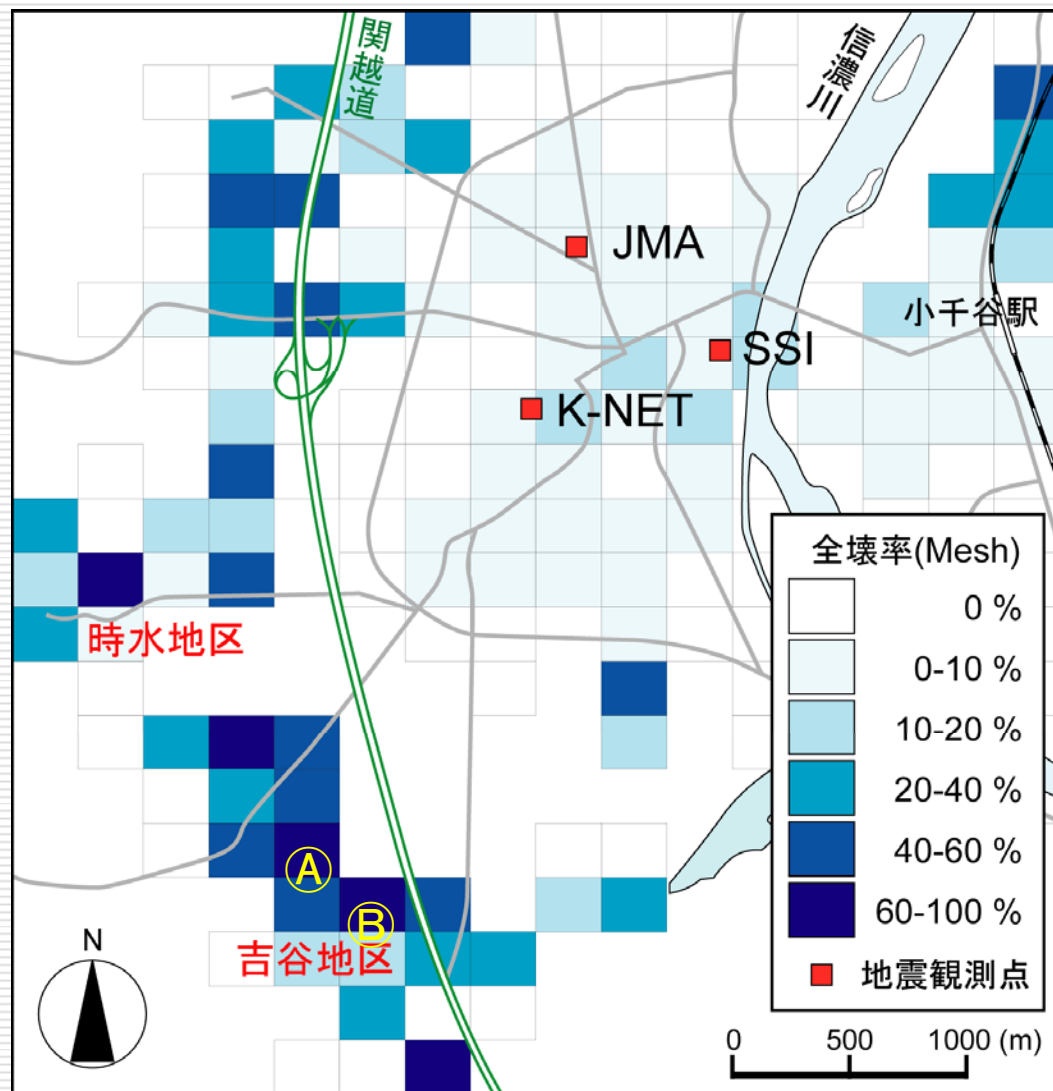 関越道
信濃川
JMA
小千谷駅
SSI
K-NET
時水地区
吉谷地区
A
B
N
全壊率(Mesh)
0 %
0-10 %
10-20 %
20-40 %
40-60 %
60-100 %
地震観測点
0 500 1000 (m)